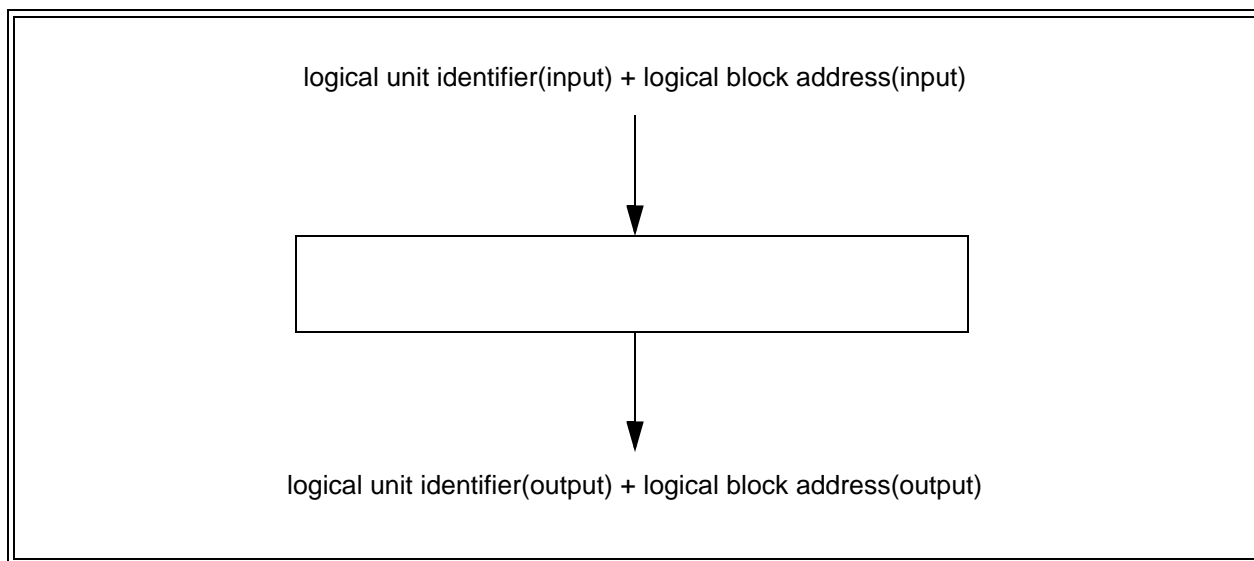 logical unit identifier(input) + logical block address(input)
logical unit identifier(output) + logical block address(output)